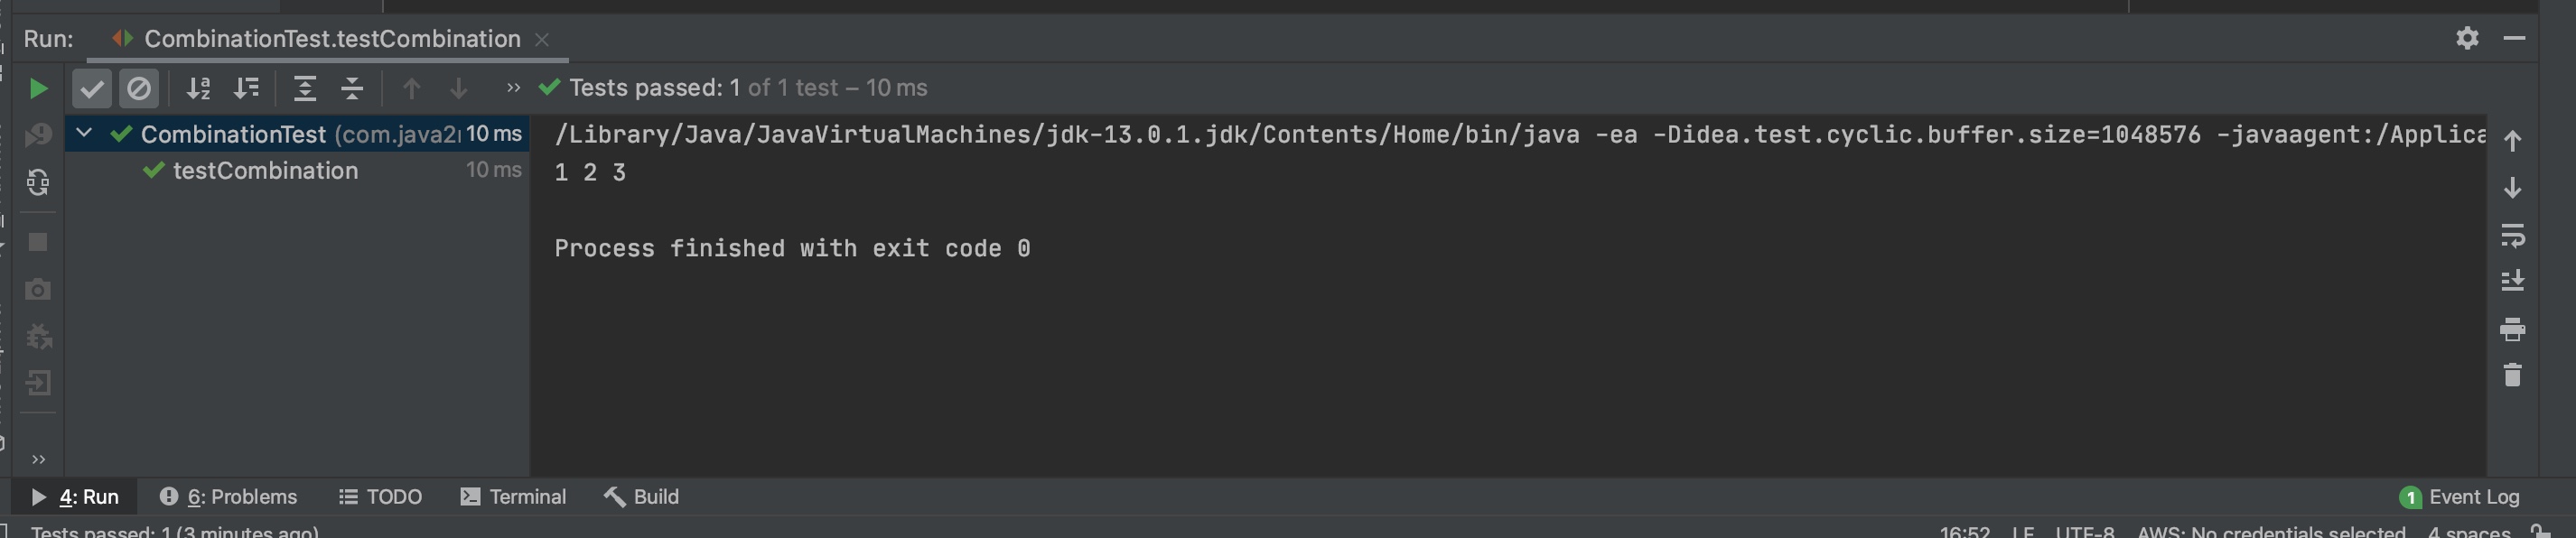 Run: CombinationTest.testCombination
Tests passed: 1 of 1 test – 10 ms
CombinationTest (com.java2 10 ms
testCombination 10 ms
/Library/Java/JavaVirtualMachines/jdk-13.0.1.jdk/Contents/Home/bin/java -ea -Didea.test.cyclic.buffer.size=1048576 -javaagent:/Applica
1 2 3
Process finished with exit code 0
4: Run 6: Problems TODO Terminal Build 1 Event Log
Tests passed: 1 (3 minutes ago) 16:52 LF UTF-8 AWS: No credentials selected 4 spaces